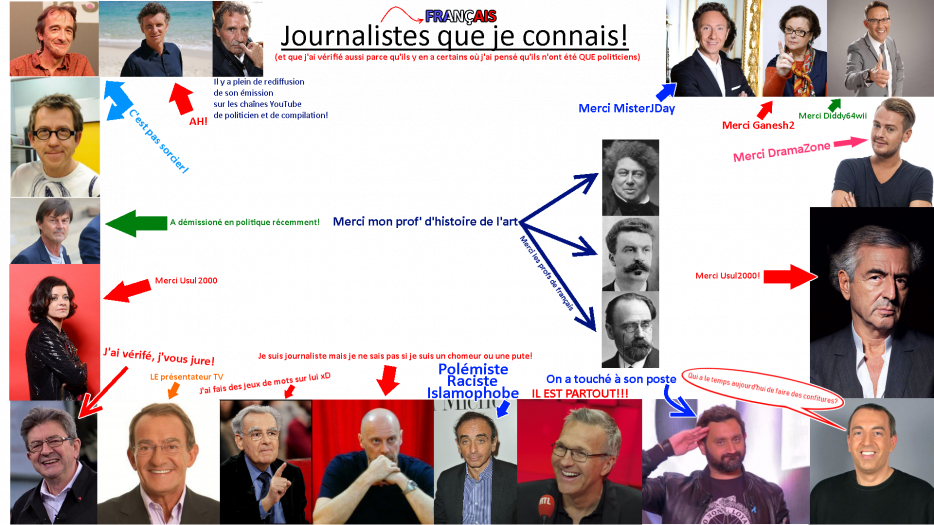 FRANÇAIS
Journalistes que je connais!
(et que j'ai vérifié aussi parce qu'ils y en a certains où j'ai pensé qu'ils n'ont été QUE politiciens)
Il y a plein de rediffusion
de son émission
sur les chaînes YouTube
de politicien et de compilation!
AH!
C'est pas sorcier!
Merci MisterJDay
Merci Ganesh2
Merci Diddy64wii
Merci DramaZone
A démissioné en politique récemment!
Merci mon prof' d'histoire de l'art
Merci les profs de français
Merci Usul 2000
Merci Usul2000!
J'ai vérifé, j'vous jure!
LE présentateur TV
J'ai fais des jeux de mots sur lui xD
Je suis journaliste mais je ne sais pas si je suis un chomeur ou une pute!
Polémiste
Raciste
Islamophobe
IL EST PARTOUT!!!
On a touché à son poste
Qui a le temps aujourd'hui de faire des confitures?
RTL